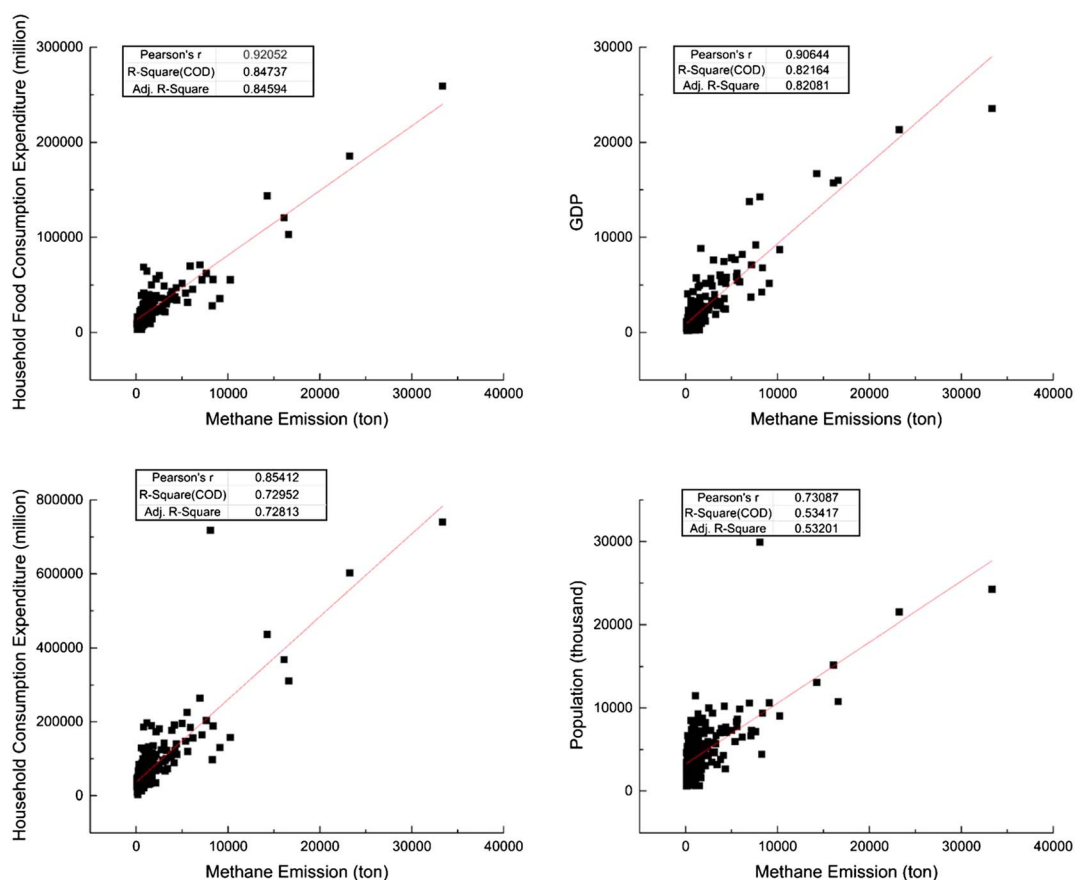 Household Food Consumption Expenditure (million)
300000
200000
100000
0
Pearson's r 0.92052
R-Square(COD) 0.84737
Adj. R-Square 0.84594
0 10000 20000 30000 40000
Methane Emission (ton)
GDP
30000
20000
10000
0
Pearson's r 0.90644
R-Square(COD) 0.82164
Adj. R-Square 0.82081
0 10000 20000 30000 40000
Methane Emissions (ton)
Household Consumption Expenditure (million)
800000
600000
400000
200000
0
Pearson's r 0.85412
R-Square(COD) 0.72952
Adj. R-Square 0.72813
0 10000 20000 30000 40000
Methane Emission (ton)
Population (thousand)
30000
20000
10000
0
Pearson's r 0.73087
R-Square(COD) 0.53417
Adj. R-Square 0.53201
0 10000 20000 30000 40000
Methane Emission (ton)